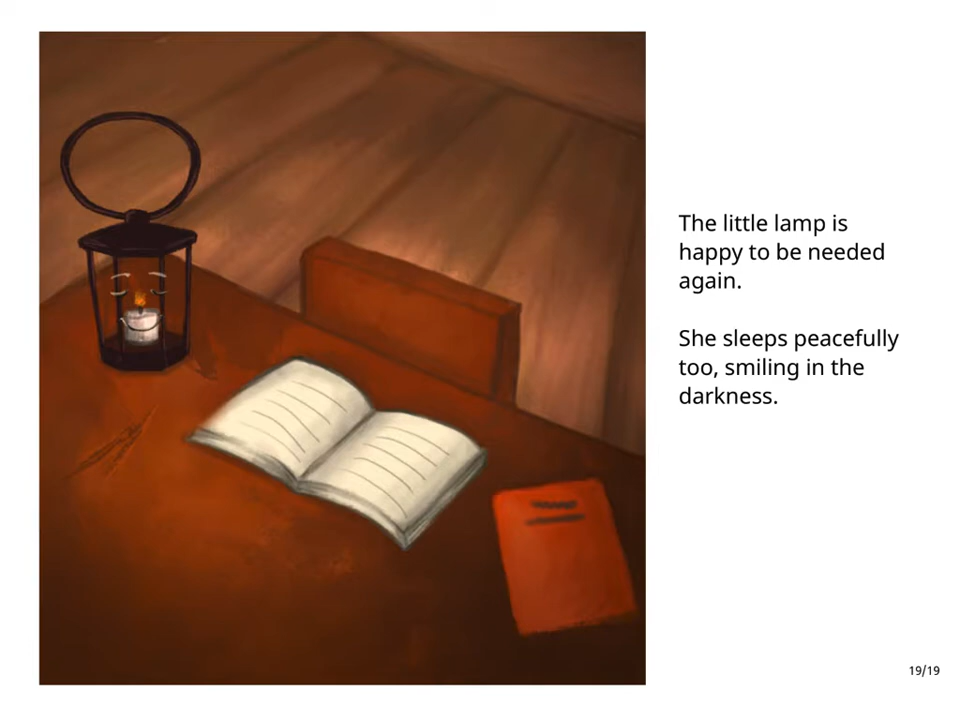 The little lamp is
happy to be needed
again.
She sleeps peacefully
too, smiling in the
darkness.
19/19